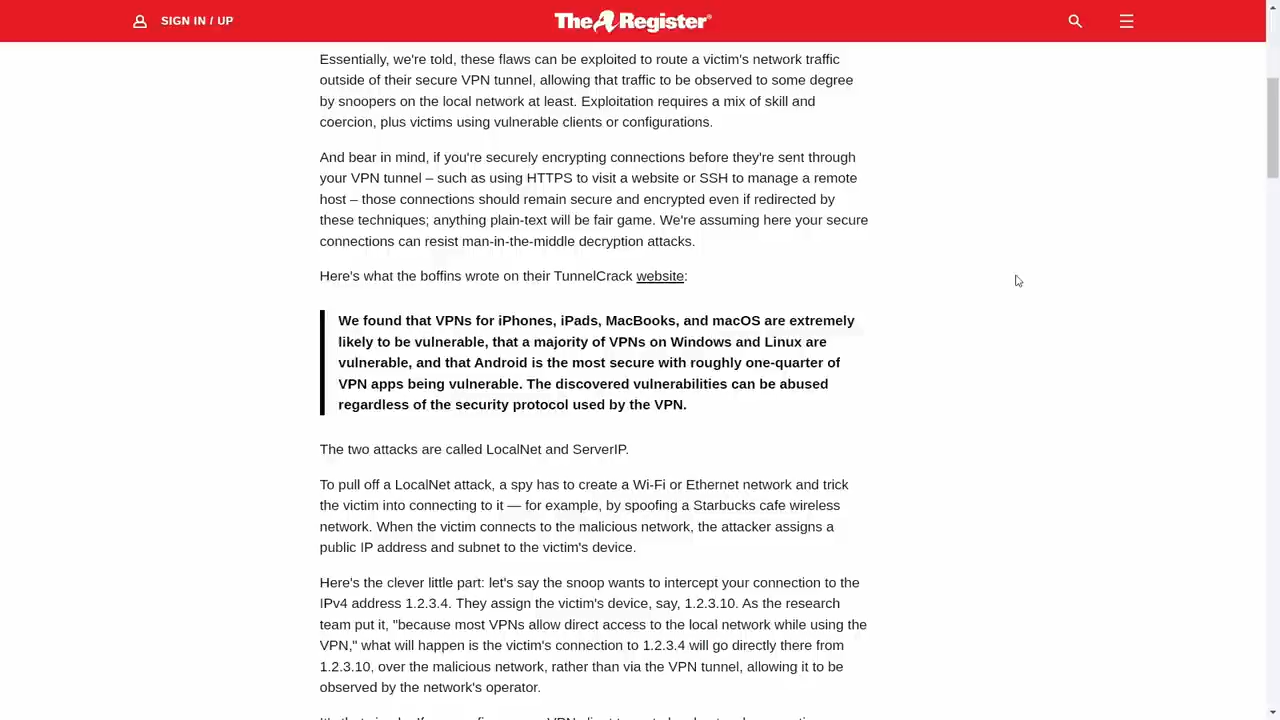 SIGN IN / UP
The Register
Essentially, we're told, these flaws can be exploited to route a victim's network traffic
outside of their secure VPN tunnel, allowing that traffic to be observed to some degree
by snoopers on the local network at least. Exploitation requires a mix of skill and
coercion, plus victims using vulnerable clients or configurations.
And bear in mind, if you're securely encrypting connections before they're sent through
your VPN tunnel – such as using HTTPS to visit a website or SSH to manage a remote
host – those connections should remain secure and encrypted even if redirected by
these techniques; anything plain-text will be fair game. We're assuming here your secure
connections can resist man-in-the-middle decryption attacks.
Here's what the boffins wrote on their TunnelCrack website:
We found that VPNs for iPhones, iPads, MacBooks, and macOS are extremely
likely to be vulnerable, that a majority of VPNs on Windows and Linux are
vulnerable, and that Android is the most secure with roughly one-quarter of
VPN apps being vulnerable. The discovered vulnerabilities can be abused
regardless of the security protocol used by the VPN.
The two attacks are called LocalNet and ServerIP.
To pull off a LocalNet attack, a spy has to create a Wi-Fi or Ethernet network and trick
the victim into connecting to it — for example, by spoofing a Starbucks cafe wireless
network. When the victim connects to the malicious network, the attacker assigns a
public IP address and subnet to the victim's device.
Here's the clever little part: let's say the snoop wants to intercept your connection to the
IPv4 address 1.2.3.4. They assign the victim's device, say, 1.2.3.10. As the research
team put it, "because most VPNs allow direct access to the local network while using the
VPN," what will happen is the victim's connection to 1.2.3.4 will go directly there from
1.2.3.10, over the malicious network, rather than via the VPN tunnel, allowing it to be
observed by the network's operator.